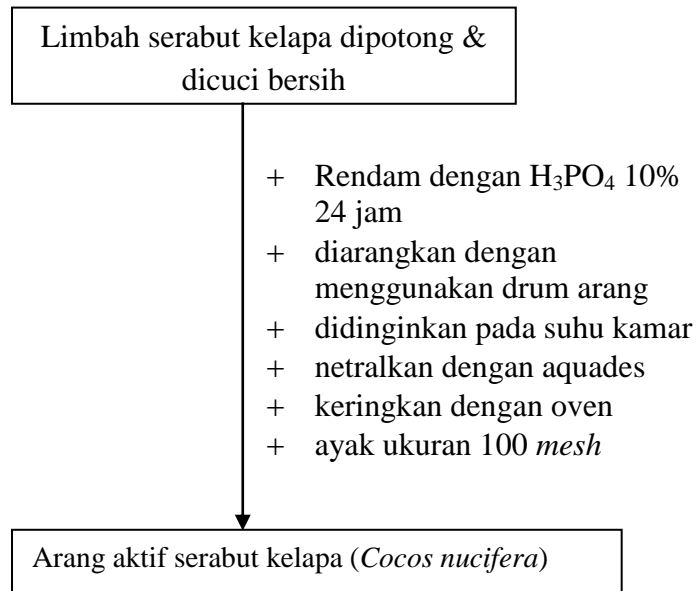 Limbah serabut kelapa dipotong &
dicuci bersih
+ Rendam dengan H₃PO₄ 10%
24 jam
+ diarangkan dengan
menggunakan drum arang
+ didinginkan pada suhu kamar
+ netralkan dengan aquades
+ keringkan dengan oven
+ ayak ukuran 100 mesh
Arang aktif serabut kelapa (Cocos nucifera)